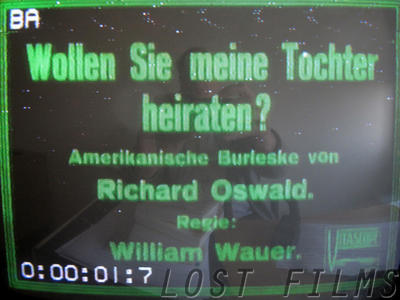 BA
Wollen Sie meine Tochter
heiraten?
Amerikanische Burleske von
Richard Oswald.
Regie:
William Wauer.
VITASCOPE
0:00:01:7
LOST FILMS